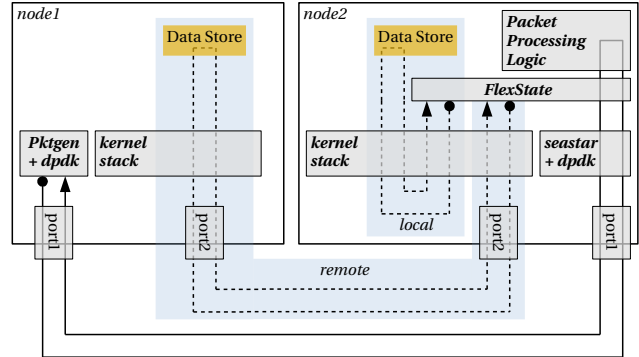 node1
Data Store
Pktgen
+ dpdk
kernel
stack
port1
port2
node2
Data Store
Packet
Processing
Logic
FlexState
kernel
stack
seastar
+ dpdk
local
port2
port1
remote